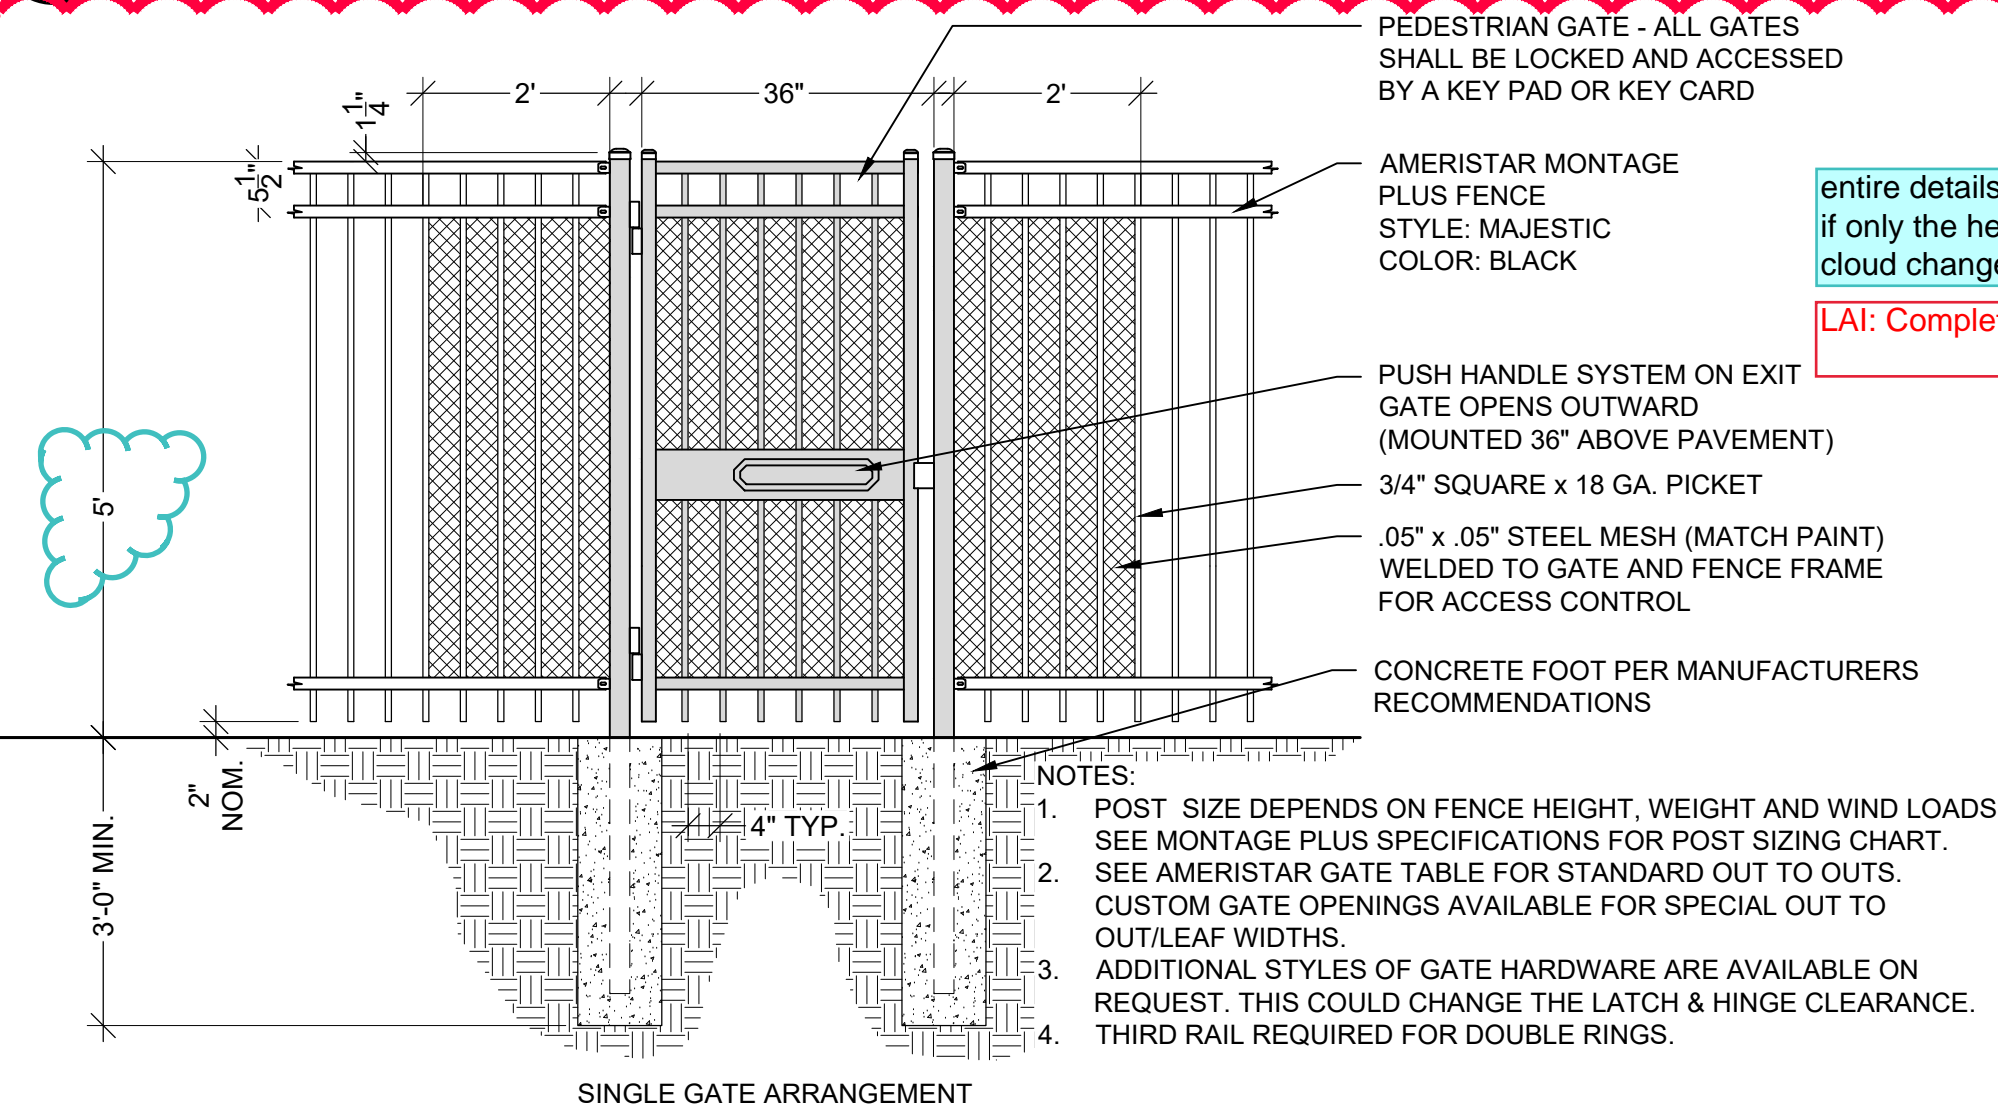 PEDESTRIAN GATE - ALL GATES
SHALL BE LOCKED AND ACCESSED
BY A KEY PAD OR KEY CARD
2'
36"
2'
1 1/4"
5 1/2"
AMERISTAR MONTAGE
PLUS FENCE
STYLE: MAJESTIC
COLOR: BLACK
entire details
if only the he
cloud change
LAI: Complet
PUSH HANDLE SYSTEM ON EXIT
GATE OPENS OUTWARD
(MOUNTED 36" ABOVE PAVEMENT)
3/4" SQUARE x 18 GA. PICKET
5'
.05" x .05" STEEL MESH (MATCH PAINT)
WELDED TO GATE AND FENCE FRAME
FOR ACCESS CONTROL
CONCRETE FOOT PER MANUFACTURERS
RECOMMENDATIONS
2"
NOM.
3'-0" MIN.
4" TYP.
NOTES:
1. POST SIZE DEPENDS ON FENCE HEIGHT, WEIGHT AND WIND LOADS
SEE MONTAGE PLUS SPECIFICATIONS FOR POST SIZING CHART.
2. SEE AMERISTAR GATE TABLE FOR STANDARD OUT TO OUTS.
CUSTOM GATE OPENINGS AVAILABLE FOR SPECIAL OUT TO
OUT/LEAF WIDTHS.
3. ADDITIONAL STYLES OF GATE HARDWARE ARE AVAILABLE ON
REQUEST. THIS COULD CHANGE THE LATCH & HINGE CLEARANCE.
4. THIRD RAIL REQUIRED FOR DOUBLE RINGS.
SINGLE GATE ARRANGEMENT